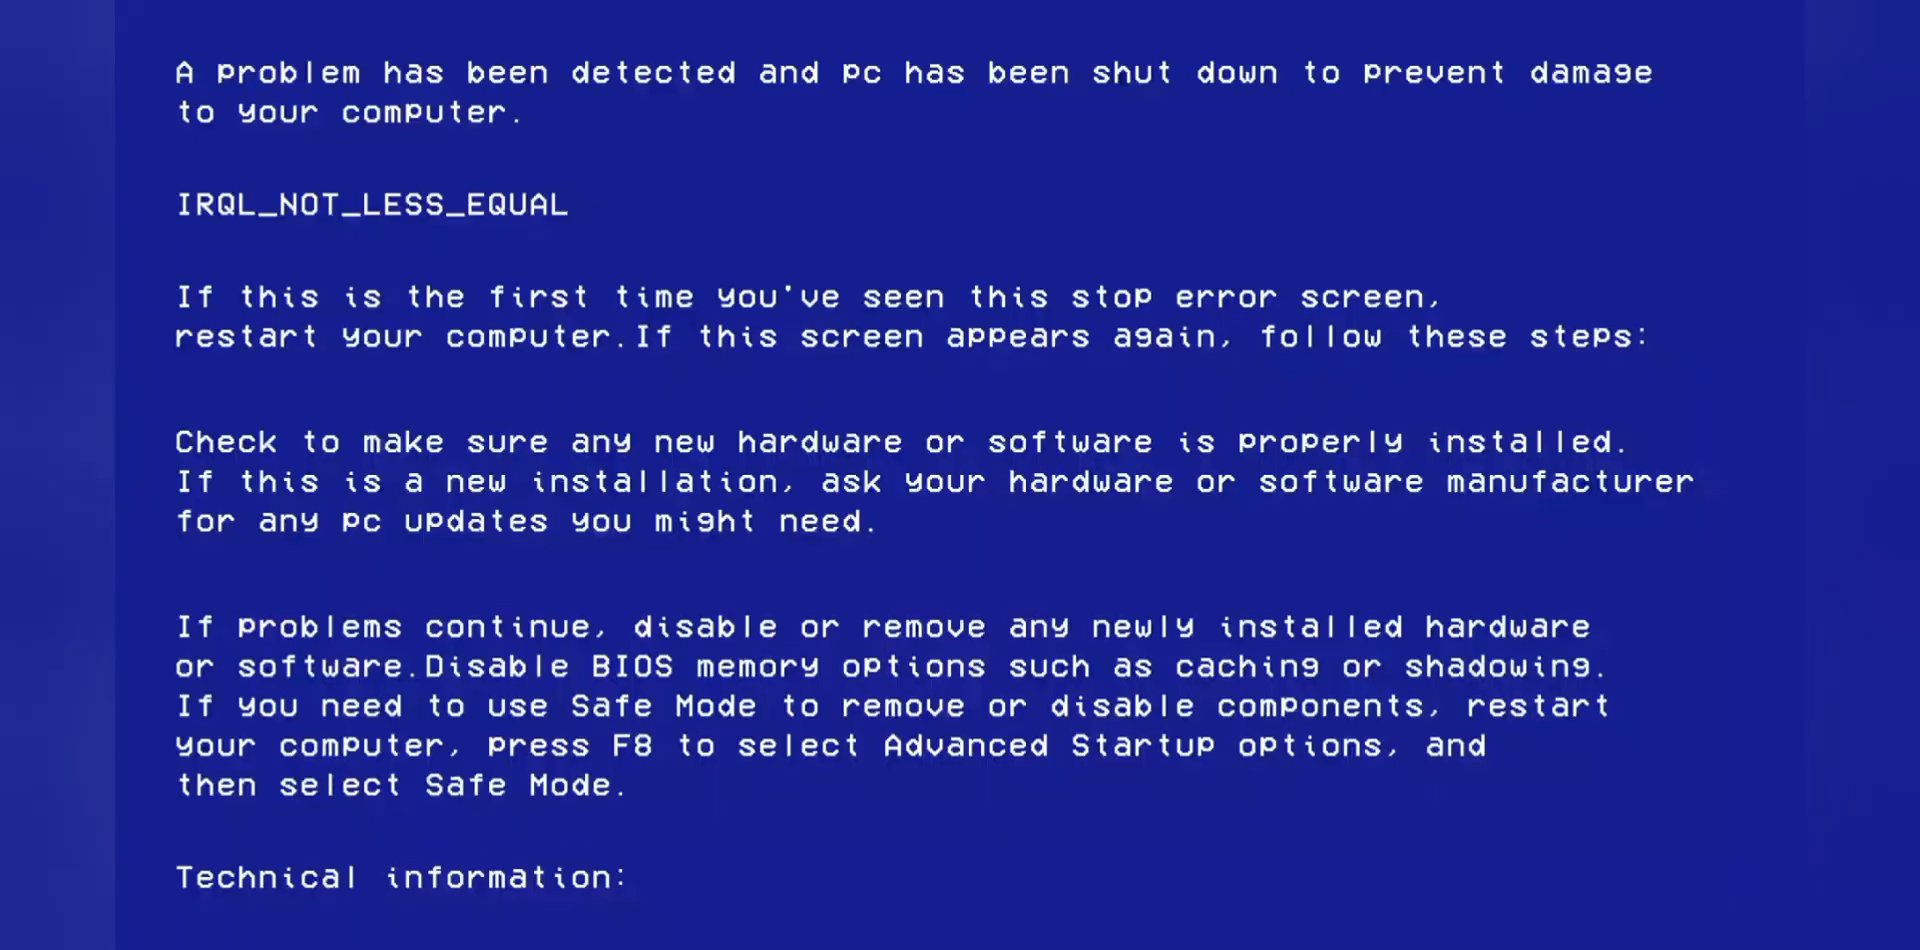 A problem has been detected and pc has been shut down to prevent damage
to your computer.
IRQL_NOT_LESS_EQUAL
If this is the first time you've seen this stop error screen,
restart your computer.If this screen appears again, follow these steps:
Check to make sure any new hardware or software is properly installed.
If this is a new installation, ask your hardware or software manufacturer
for any pc updates you might need.
If problems continue, disable or remove any newly installed hardware
or software.Disable BIOS memory options such as caching or shadowing.
If you need to use Safe Mode to remove or disable components, restart
your computer, press F8 to select Advanced Startup options, and
then select Safe Mode.
Technical information: